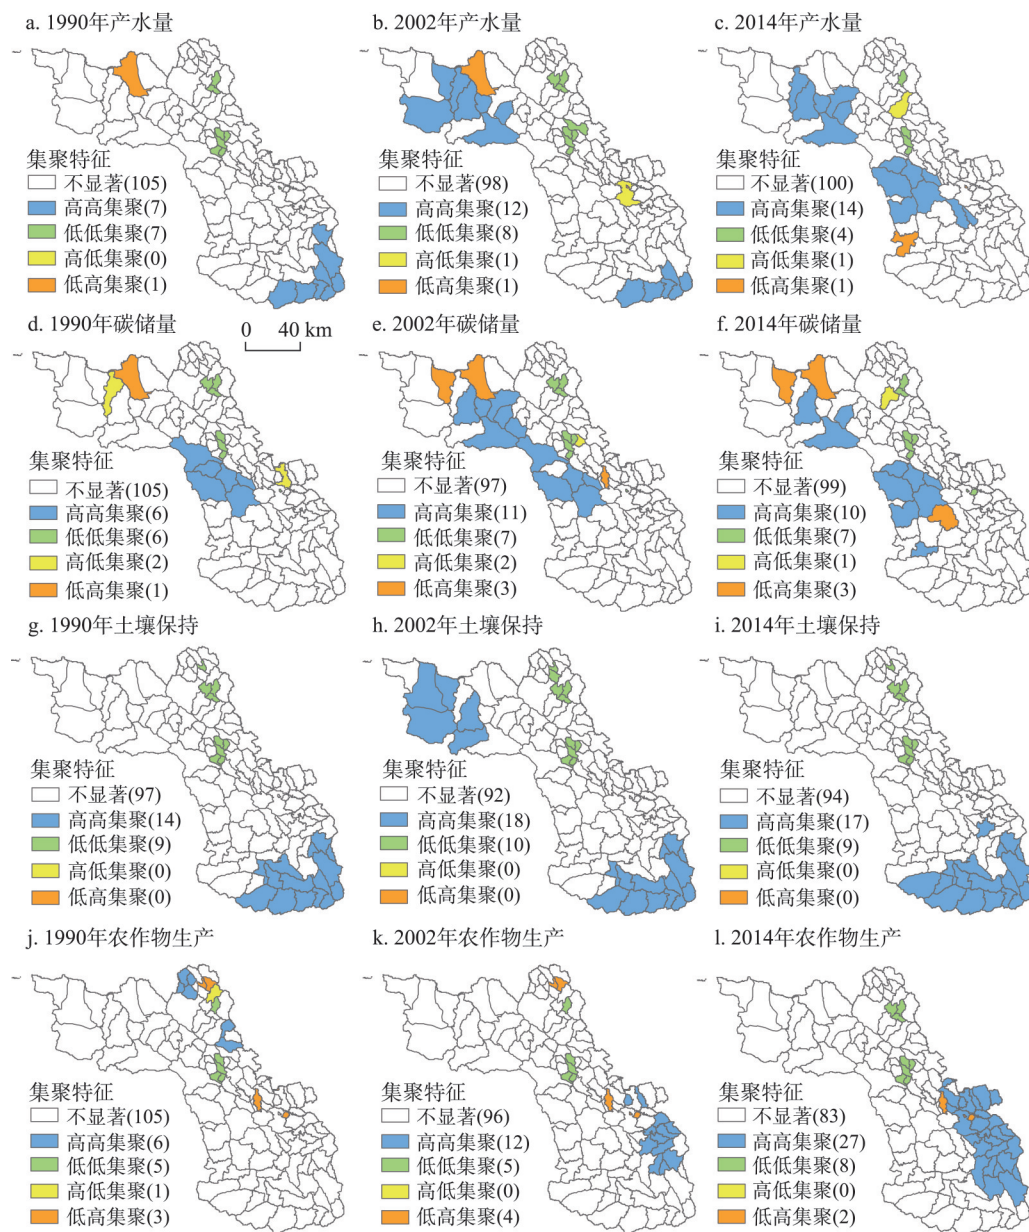 a. 1990年产水量
集聚特征
不显著(105)
高高集聚(7)
低低集聚(7)
高低集聚(0)
低高集聚(1)
b. 2002年产水量
集聚特征
不显著(98)
高高集聚(12)
低低集聚(8)
高低集聚(1)
低高集聚(1)
c. 2014年产水量
集聚特征
不显著(100)
高高集聚(14)
低低集聚(4)
高低集聚(1)
低高集聚(1)
d. 1990年碳储量
0 40 km
集聚特征
不显著(105)
高高集聚(6)
低低集聚(6)
高低集聚(2)
低高集聚(1)
e. 2002年碳储量
集聚特征
不显著(97)
高高集聚(11)
低低集聚(7)
高低集聚(2)
低高集聚(3)
f. 2014年碳储量
集聚特征
不显著(99)
高高集聚(10)
低低集聚(7)
高低集聚(1)
低高集聚(3)
g. 1990年土壤保持
集聚特征
不显著(97)
高高集聚(14)
低低集聚(9)
高低集聚(0)
低高集聚(0)
h. 2002年土壤保持
集聚特征
不显著(92)
高高集聚(18)
低低集聚(10)
高低集聚(0)
低高集聚(0)
i. 2014年土壤保持
集聚特征
不显著(94)
高高集聚(17)
低低集聚(9)
高低集聚(0)
低高集聚(0)
j. 1990年农作物生产
集聚特征
不显著(105)
高高集聚(6)
低低集聚(5)
高低集聚(1)
低高集聚(3)
k. 2002年农作物生产
集聚特征
不显著(96)
高高集聚(12)
低低集聚(5)
高低集聚(0)
低高集聚(4)
l. 2014年农作物生产
集聚特征
不显著(83)
高高集聚(27)
低低集聚(8)
高低集聚(0)
低高集聚(2)